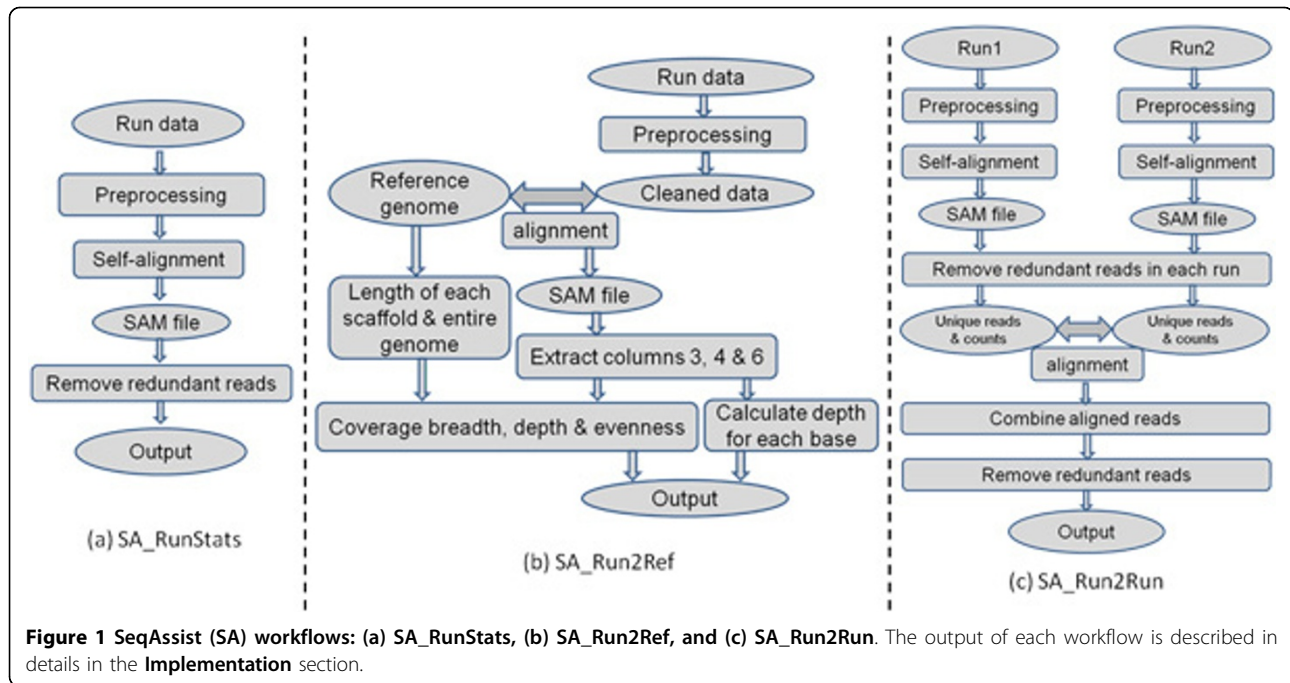 Run data
Preprocessing
Self-alignment
SAM file
Remove redundant reads
Output
(a) SA_RunStats
Run data
Preprocessing
Cleaned data
Reference
genome
alignment
Length of each
scaffold & entire
genome
SAM file
Extract columns 3, 4 & 6
Coverage breadth, depth & evenness
Calculate depth
for each base
Output
(b) SA_Run2Ref
Run1
Run2
Preprocessing
Preprocessing
Self-alignment
Self-alignment
SAM file
SAM file
Remove redundant reads in each run
Unique reads
& counts
Unique reads
& counts
alignment
Combine aligned reads
Remove redundant reads
Output
(c) SA_Run2Run
Figure 1 SeqAssist (SA) workflows: (a) SA_RunStats, (b) SA_Run2Ref, and (c) SA_Run2Run. The output of each workflow is described in
details in the Implementation section.